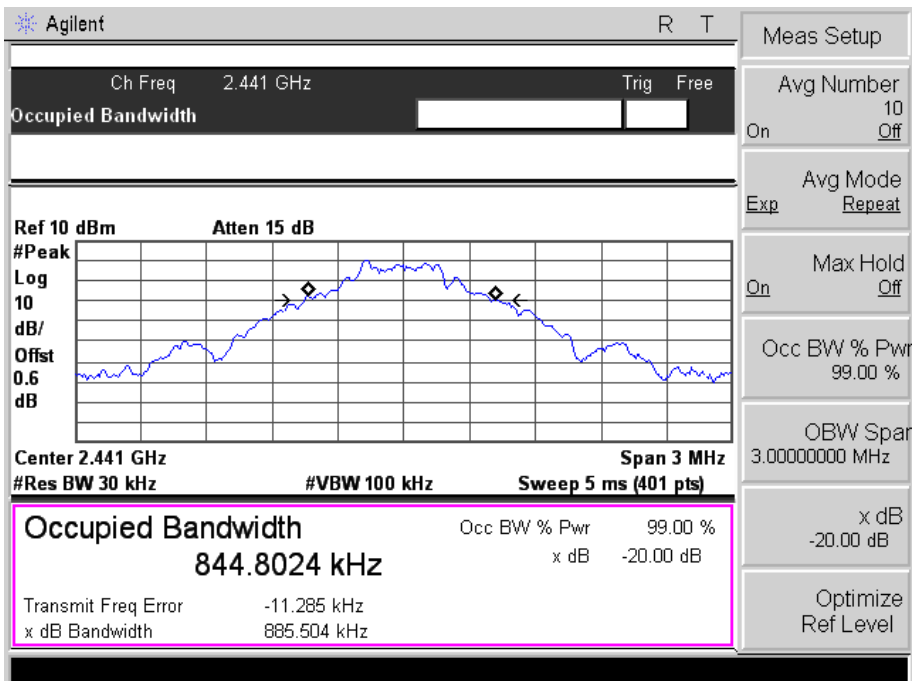 Agilent R T
Ch Freq 2.441 GHz Trig Free
Occupied Bandwidth
Ref 10 dBm Atten 15 dB
#Peak
Log
10
dB/
Offst
0.6
dB
Center 2.441 GHz Span 3 MHz
#Res BW 30 kHz #VBW 100 kHz Sweep 5 ms (401 pts)
Occupied Bandwidth
844.8024 kHz
Occ BW % Pwr 99.00 %
x dB -20.00 dB
Transmit Freq Error -11.285 kHz
x dB Bandwidth 885.504 kHz
Meas Setup
Avg Number
10
On Off
Avg Mode
Exp Repeat
Max Hold
On Off
Occ BW % Pwr
99.00 %
OBW Span
3.00000000 MHz
x dB
-20.00 dB
Optimize
Ref Level